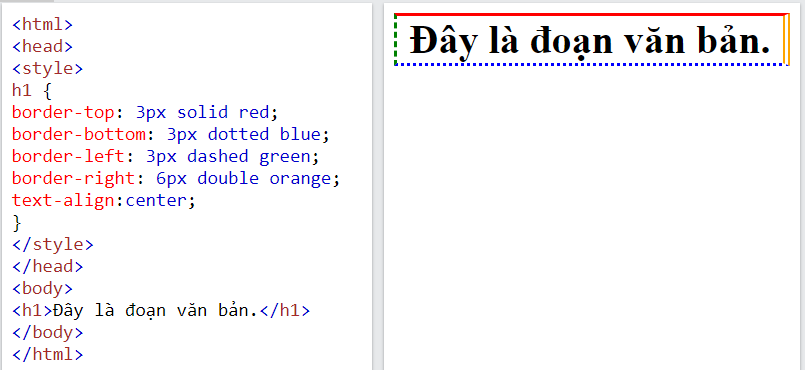 <html>
<head>
<style>
h1 {
border-top: 3px solid red;
border-bottom: 3px dotted blue;
border-left: 3px dashed green;
border-right: 6px double orange;
text-align:center;
}
</style>
</head>
<body>
<h1>Đây là đoạn văn bản.</h1>
</body>
</html>
Đây là đoạn văn bản.